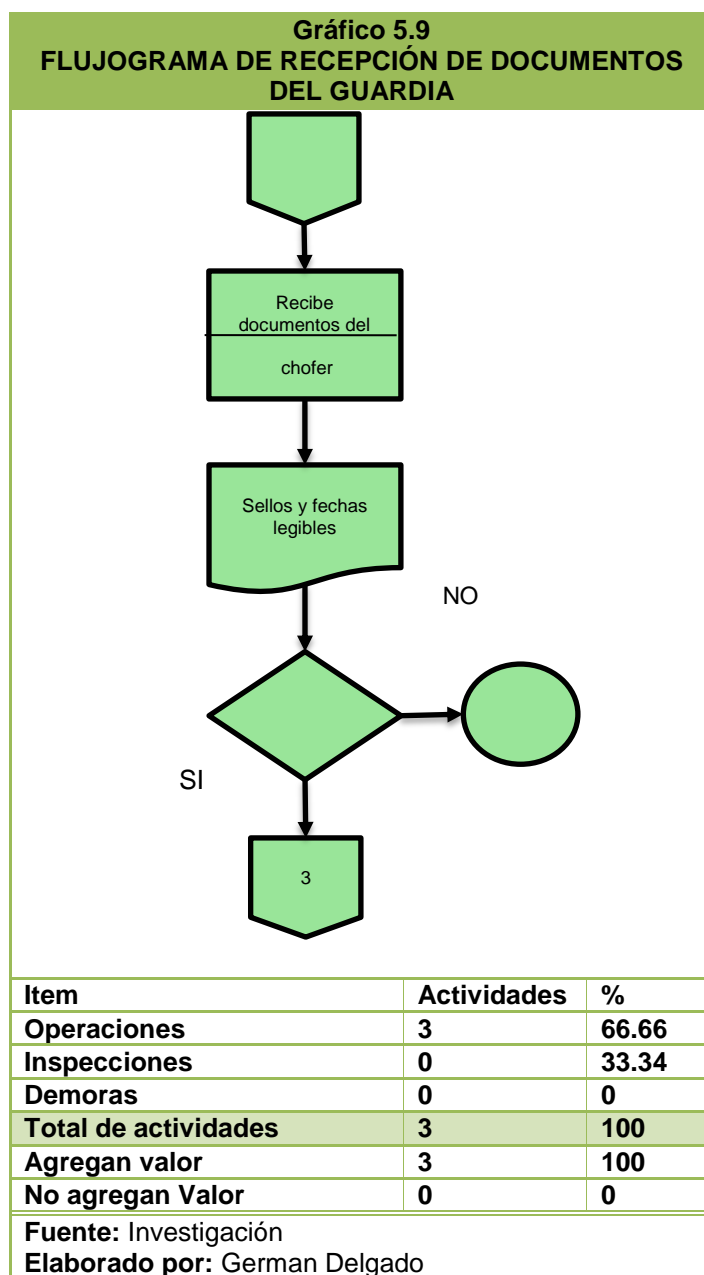 Gráfico 5.9
FLUJOGRAMA DE RECEPCIÓN DE DOCUMENTOS
DEL GUARDIA
Recibe
documentos del
chofer
Sellos y fechas
legibles
NO
SI
3
Item Actividades %
Operaciones 3 66.66
Inspecciones 0 33.34
Demoras 0 0
Total de actividades 3 100
Agregan valor 3 100
No agregan Valor 0 0
Fuente: Investigación
Elaborado por: German Delgado